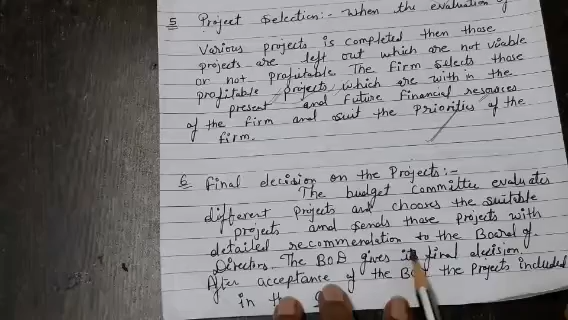 5 Project Selection:- When the evaluation of
Various projects is completed then those
projects are left out which are not viable
or not profitable The firm selects those
profitable projects, which are with in the
present and Future Financial resources
of the firm and suit the Priorities of the
firm.
6 Final decision on the Projects:-
The budget Committee evaluates
different Projects and chooses the suitable
projects and sends those Projects with
detailed recommendation to the Board of
Directors. The BOD gives its final decision.
After acceptance of the the Projects included
in the